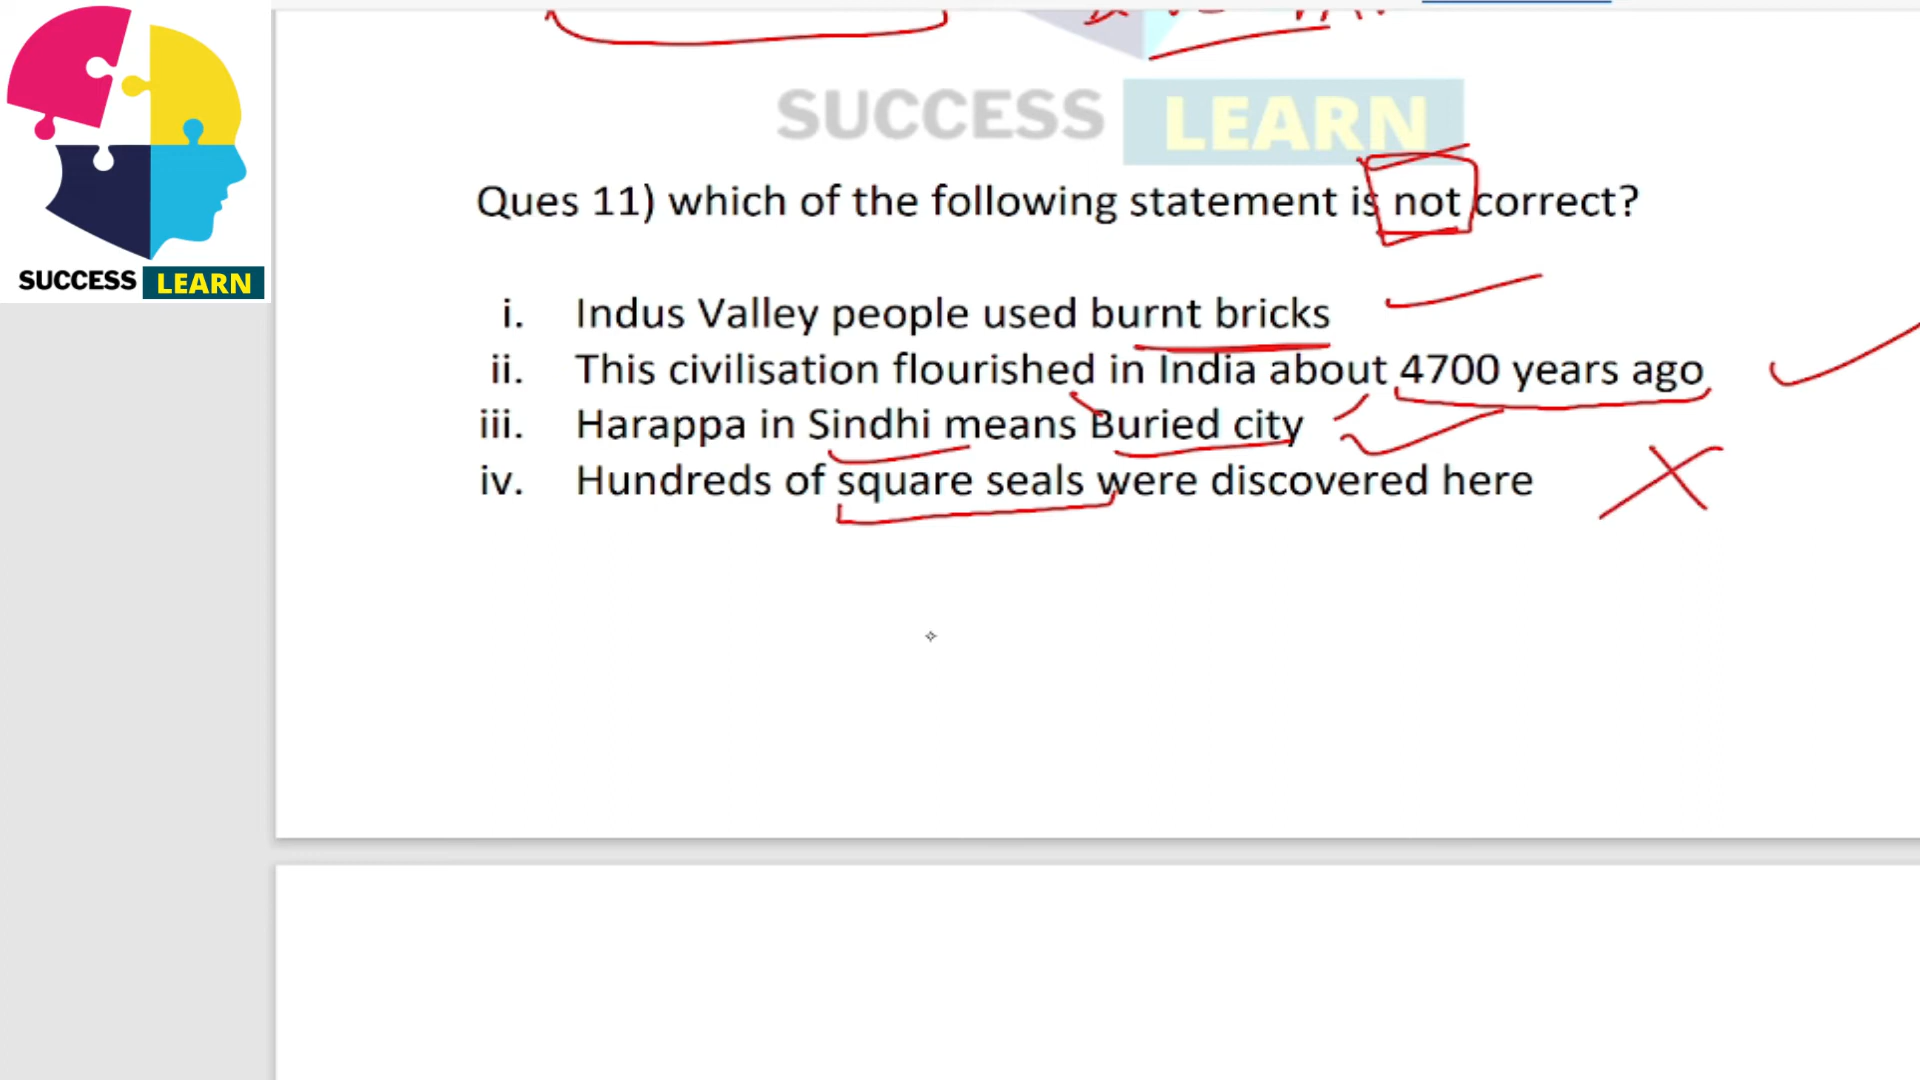 SUCCESS LEARN
SUCCESS LEARN
Ques 11) which of the following statement is not correct?
i. Indus Valley people used burnt bricks
ii. This civilisation flourished in India about 4700 years ago
iii. Harappa in Sindhi means Buried city
iv. Hundreds of square seals were discovered here